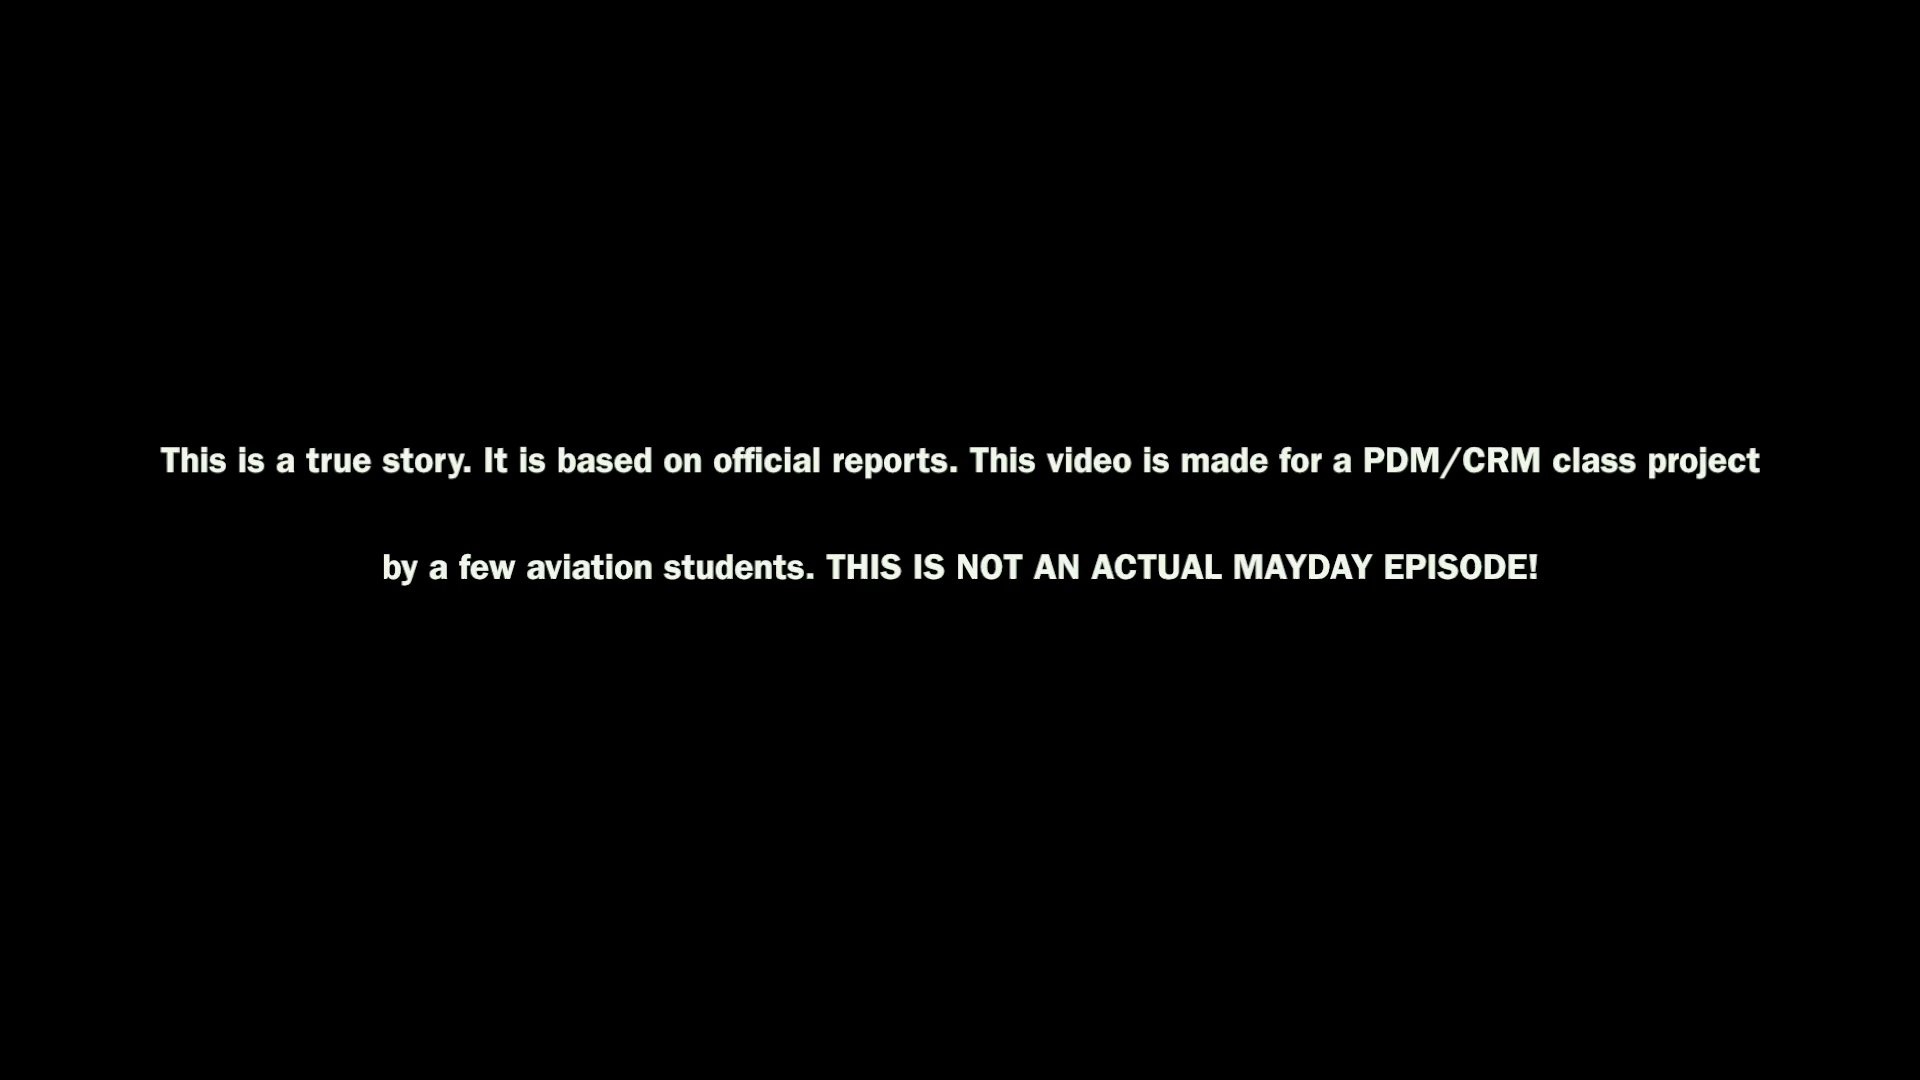 This is a true story. It is based on official reports. This video is made for a PDM/CRM class project
by a few aviation students. THIS IS NOT AN ACTUAL MAYDAY EPISODE!